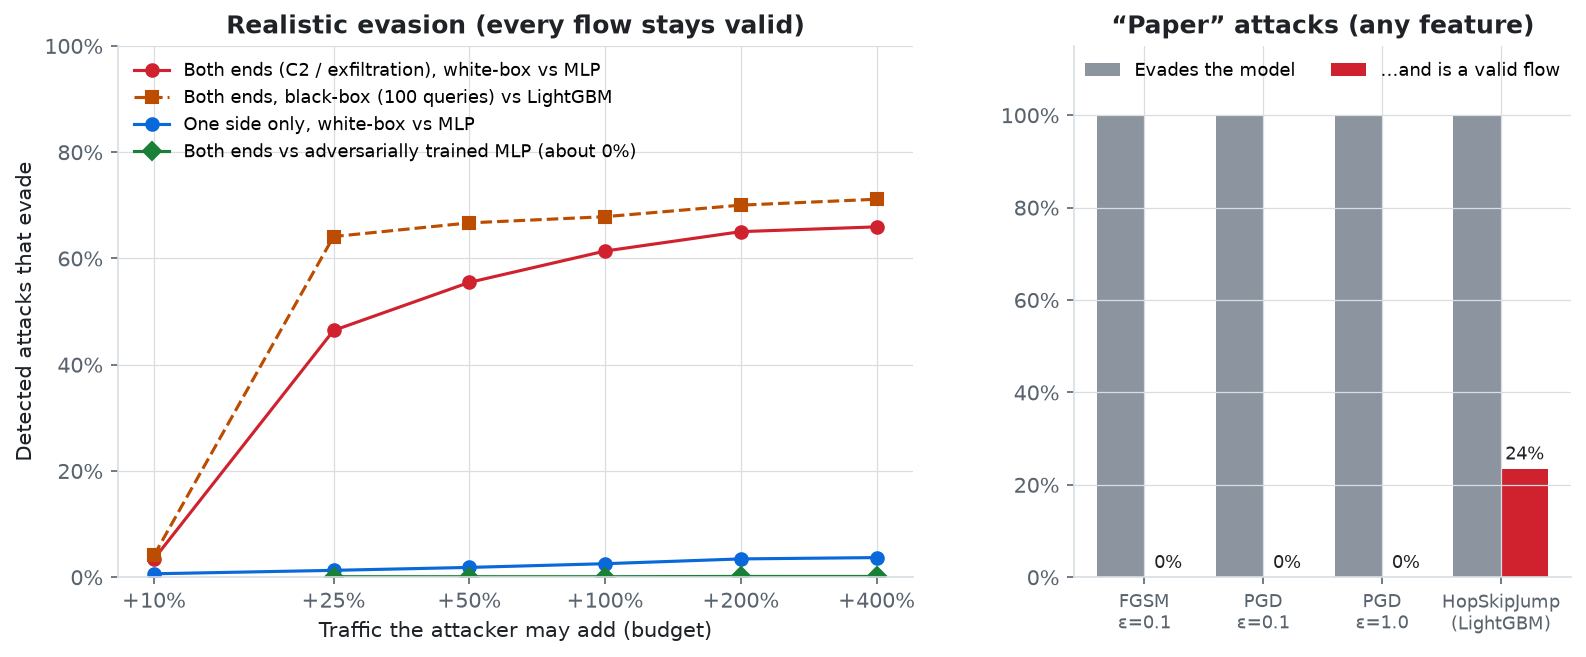 Realistic evasion (every flow stays valid)
Detected attacks that evade
100%
80%
60%
40%
20%
0%
Both ends (C2 / exfiltration), white-box vs MLP
Both ends, black-box (100 queries) vs LightGBM
One side only, white-box vs MLP
Both ends vs adversarially trained MLP (about 0%)
+10%
+25%
+50%
+100%
+200%
+400%
Traffic the attacker may add (budget)
“Paper” attacks (any feature)
Evades the model
...and is a valid flow
100%
80%
60%
40%
20%
0%
0%
0%
0%
24%
FGSM
ε=0.1
PGD
ε=0.1
PGD
ε=1.0
HopSkipJump
(LightGBM)